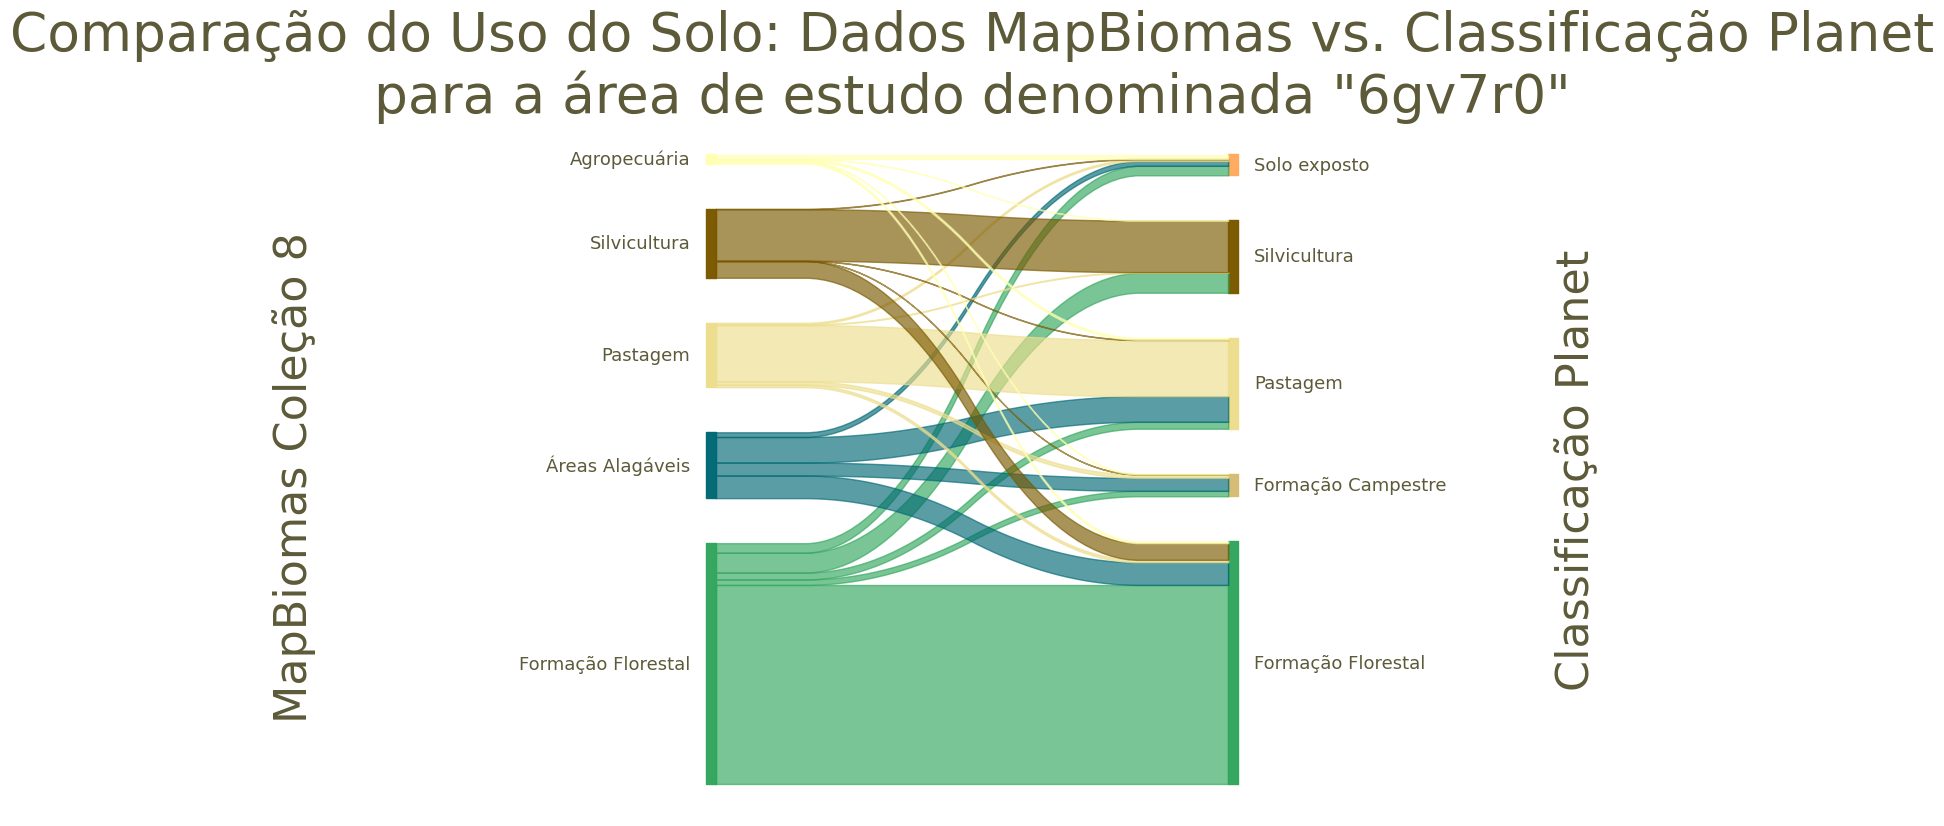 Comparação do Uso do Solo: Dados MapBiomas vs. Classificação Planet
para a área de estudo denominada "6gv7r0"
MapBiomas Coleção 8
Agropecuária
Silvicultura
Pastagem
Áreas Alagáveis
Formação Florestal
Solo exposto
Silvicultura
Pastagem
Formação Campestre
Formação Florestal
Classificação Planet